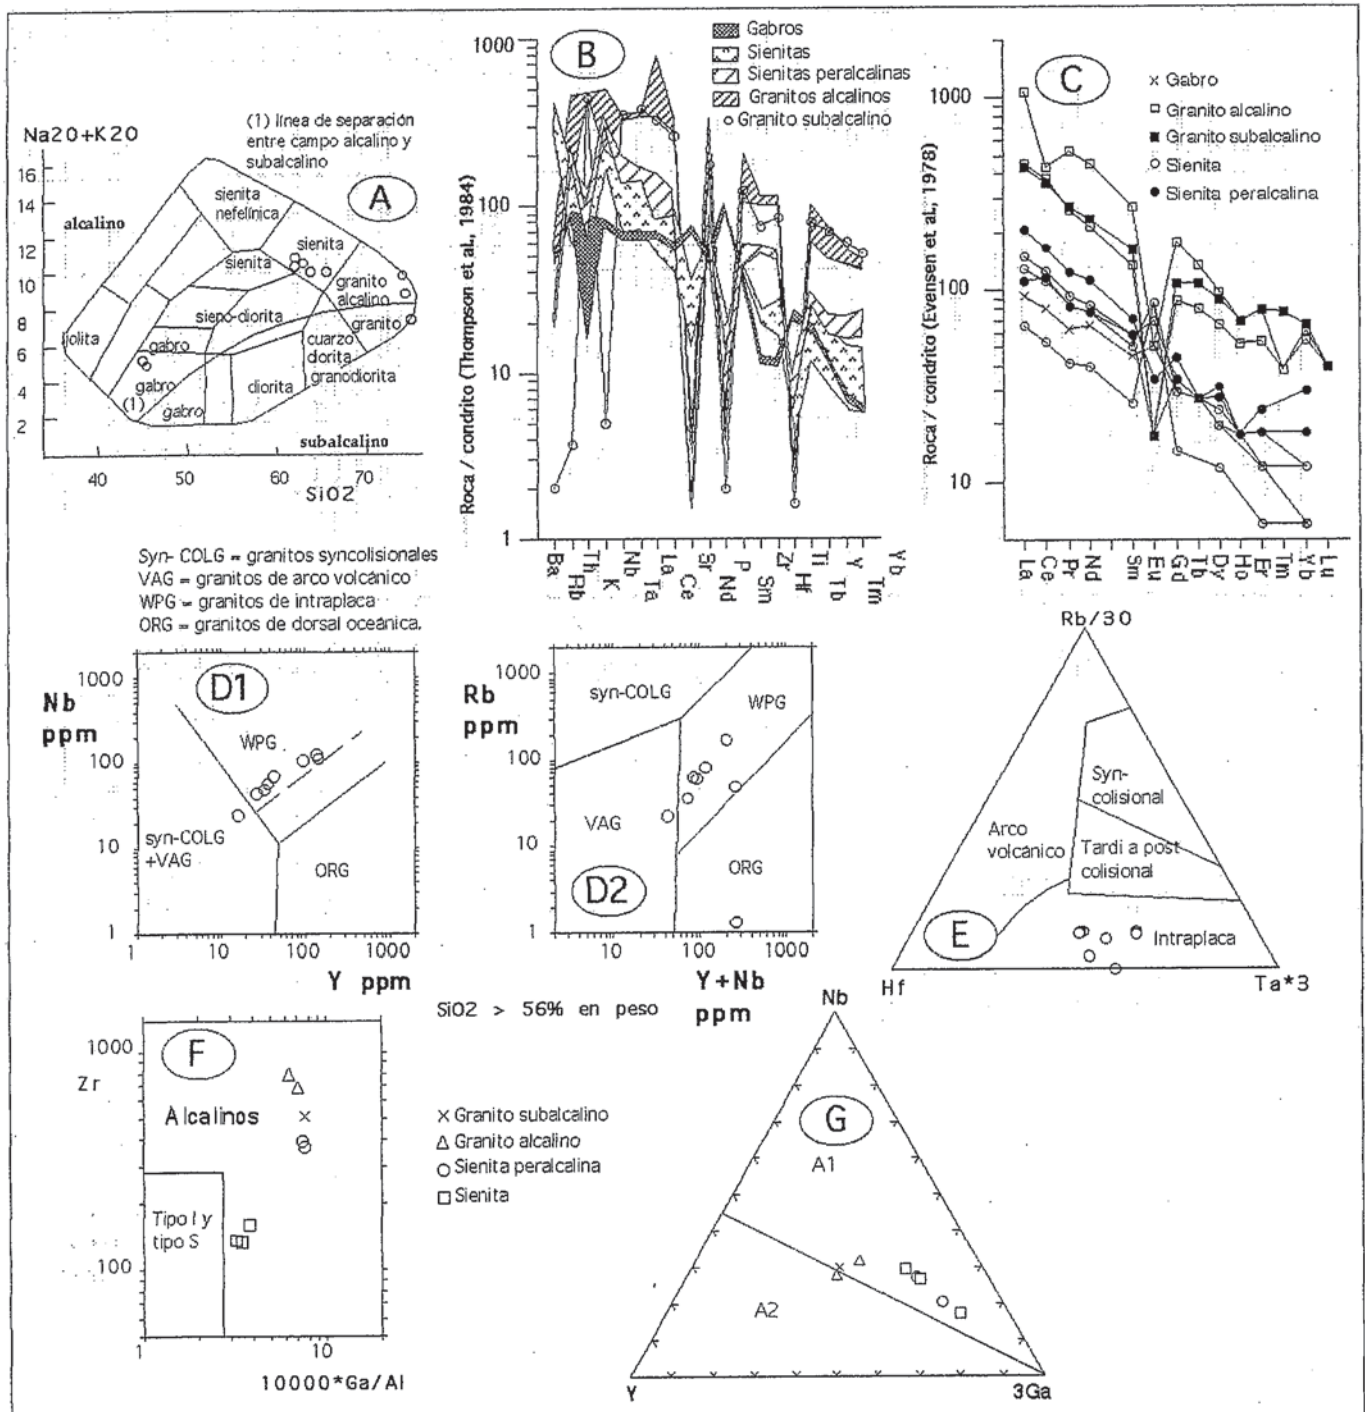 A
Na2O+K2O
(1) línea de separación
entre campo alcalino y
subalcalino
16
14
12
10
8
6
4
2
alcalino
sienita
nefelínica
sienita
sienita
granito
alcalino
sieno-diorita
granito
ijolita
gabro
cuarzo
diorita
granodiorita
gabro
(1)
diorita
gabro
subalcalino
40
50
60
70
SiO2
B
Gabros
Sienitas
Sienitas peralcalinas
Granitos alcalinos
Granito subalcalino
Roca / condrito (Thompson et al., 1984)
1000
100
10
1
Ba
Rb
Th
K
Nb
Ta
La
Ce
Sr
Nd
P
Sm
Zr
Hf
Ti
Tb
Y
Tm
Yb
C
Gabro
Granito alcalino
Granito subalcalino
Sienita
Sienita peralcalina
Roca / condrito (Evensen et al., 1978)
1000
100
10
La
Ce
Pr
Nd
Sm
Eu
Gd
Tb
Dy
Ho
Er
Tm
Yb
Lu
Syn- COLG = granitos syncolisionales
VAG = granitos de arco volcánico
WPG = granitos de intraplaca
ORG = granitos de dorsal oceánica.
D1
Nb
ppm
1000
100
10
1
WPG
syn-COLG
+VAG
ORG
1
10
100
1000
Y ppm
D2
Rb
ppm
1000
100
10
1
syn-COLG
WPG
VAG
ORG
10
100
1000
Y+Nb
ppm
E
Rb/30
Syn-
colisional
Arco
volcánico
Tardi a post
colisional
Intraplaca
Hf
Ta*3
SiO2 > 56% en peso
F
1000
Zr
100
Alcalinos
Tipo I y
tipo S
1
10
10000*Ga/Al
Granito subalcalino
Granito alcalino
Sienita peralcalina
Sienita
G
Nb
A1
A2
Y
3Ga